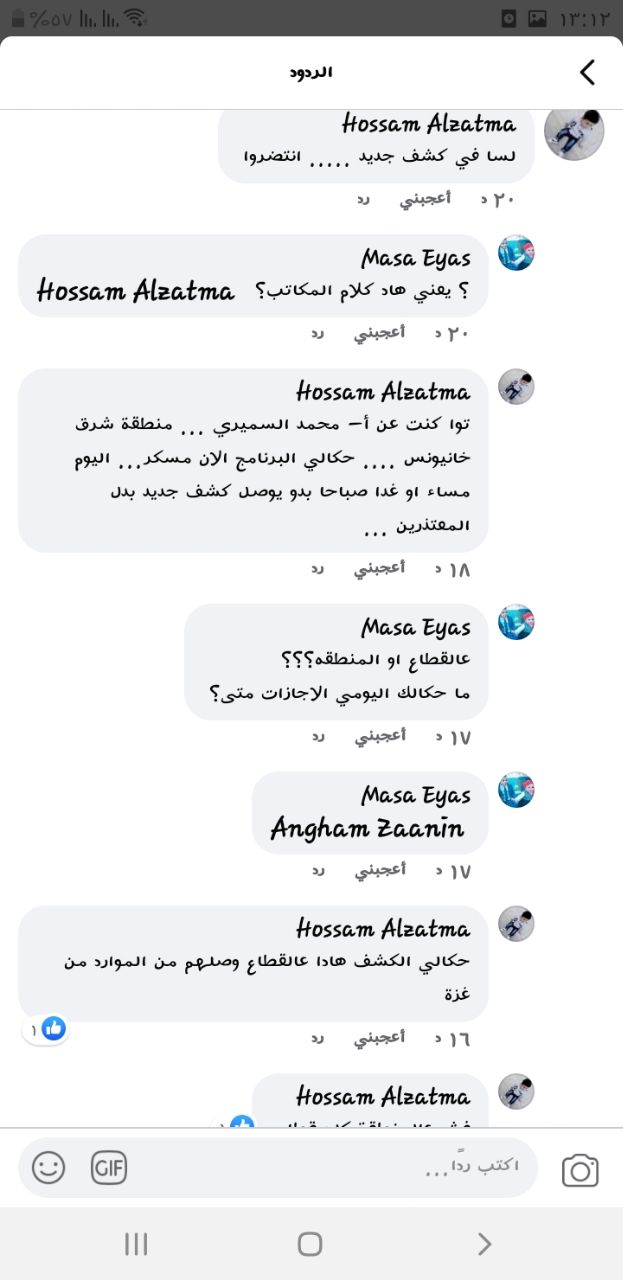 %٥٧ ١٣:١٢
الردود
Hossam Alzatma
لسا في كشف جديد ..... انتضروا
٢٠ د أعجبني رد
Masa Eyas
؟ يعني هاد كلام المكاتب؟ Hossam Alzatma
٢٠ د أعجبني رد
Hossam Alzatma
توا كنت عن أ- محمد السميري ... منطقة شرق
خانيونس .... حكالي البرنامج الان مسكر... اليوم
مساء او غدا صباحا بدو يوصل كشف جديد بدل
المعتذرين ...
١٨ د أعجبني رد
Masa Eyas
عالقطاع او المنطقه؟؟؟
ما حكالك اليومي الاجازات متى؟
١٧ د أعجبني رد
Masa Eyas
Angham Zaanin
١٧ د أعجبني رد
Hossam Alzatma
حكالي الكشف هادا عالقطاع وصلهم من الموارد من
غزة
١
١٦ د أعجبني رد
Hossam Alzatma
اكتب ردًا...
GIF